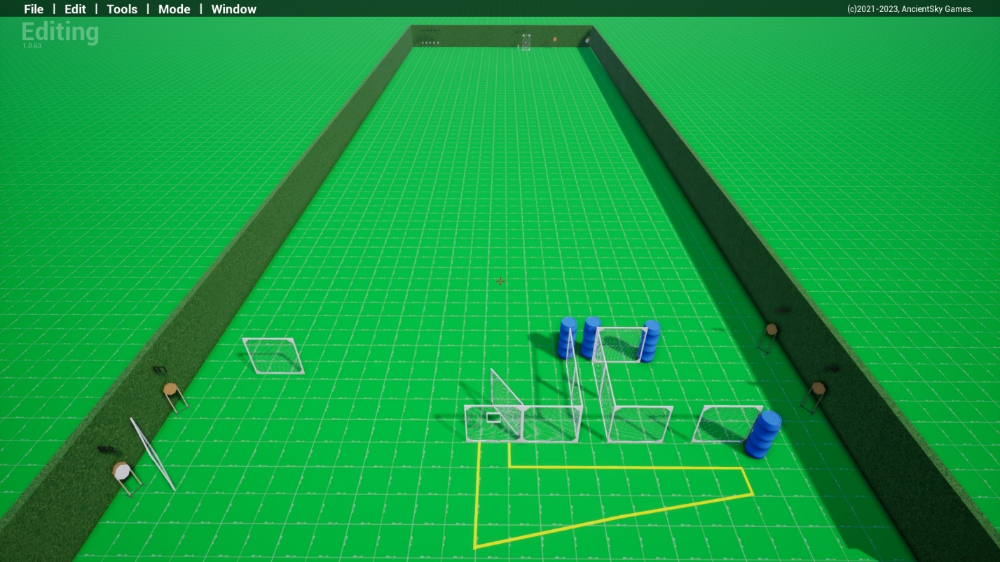 File | Edit | Tools | Mode | Window
(c)2021-2023, AncientSky Games.
Editing
1.0.63